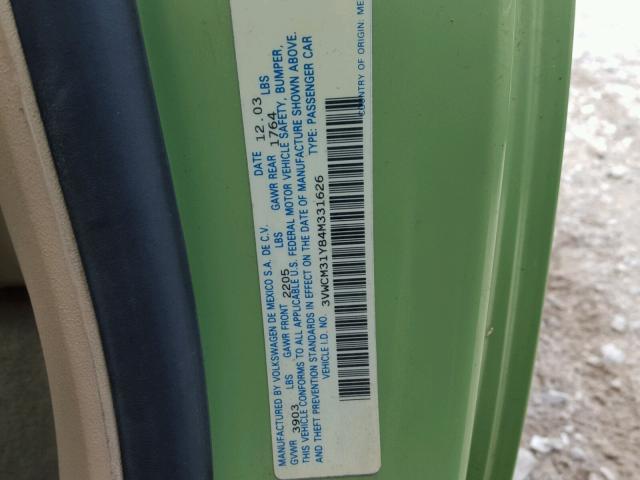 MANUFACTURED BY VOLKSWAGEN DE MEXICO S.A. DE C.V. DATE 12.03
GVWR 3903 LBS GAWR FRONT 2205 LBS GAWR REAR 1764 LBS
THIS VEHICLE CONFORMS TO ALL APPLICABLE U.S. FEDERAL MOTOR VEHICLE SAFETY, BUMPER,
AND THEFT PREVENTION STANDARDS IN EFFECT ON THE DATE OF MANUFACTURE SHOWN ABOVE.
VEHICLE I.D. NO. 3VWCM31Y84M331626 TYPE: PASSENGER CAR
COUNTRY OF ORIGIN: ME